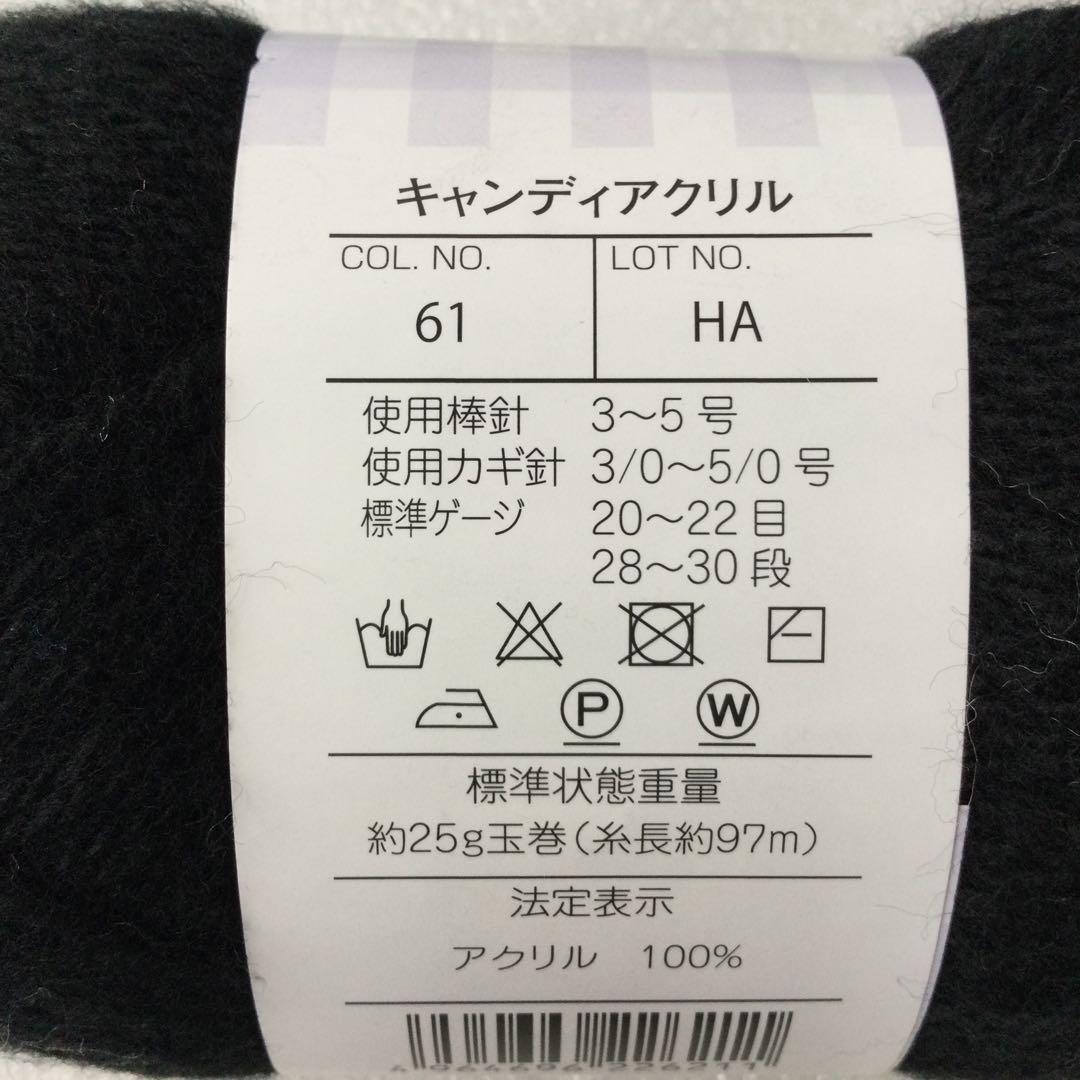 キャンディアクリル
COL. NO. LOT NO.
61 HA
使用棒針 3〜5号
使用カギ針 3/0〜5/0号
標準ゲージ 20〜22目
28〜30段
P W
標準状態重量
約25g玉巻(糸長約97m)
法定表示
アクリル 100%
4 964696 226211